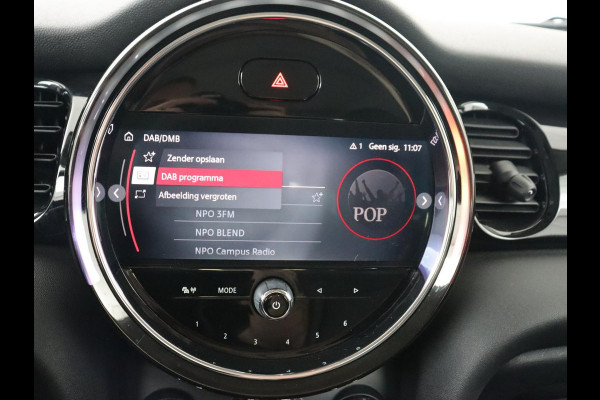 DAB/DMB
1 Geen sig. 11:07
Zender opslaan
DAB programma
Afbeelding vergroten
NPO 3FM
NPO BLEND
NPO Campus Radio
POP
MODE
1 2 3 4 5 6